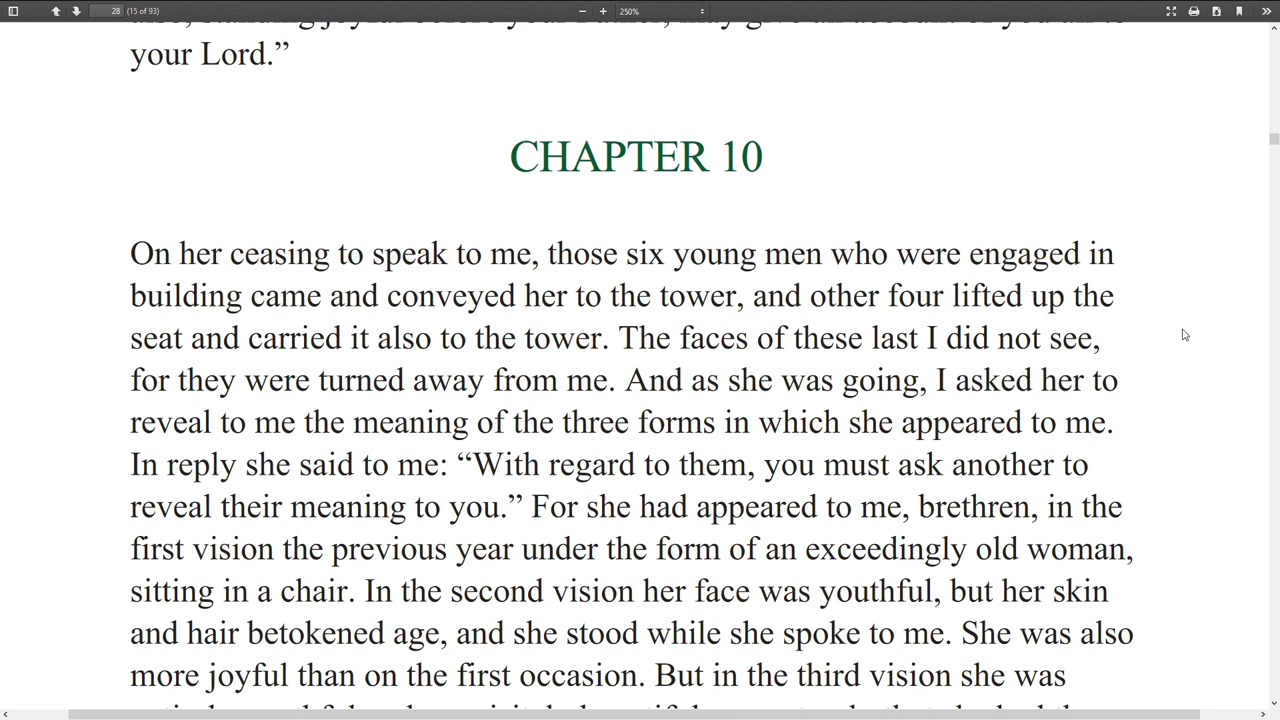 28 (15 of 93) 250%
your Lord.”
CHAPTER 10
On her ceasing to speak to me, those six young men who were engaged in
building came and conveyed her to the tower, and other four lifted up the
seat and carried it also to the tower. The faces of these last I did not see,
for they were turned away from me. And as she was going, I asked her to
reveal to me the meaning of the three forms in which she appeared to me.
In reply she said to me: “With regard to them, you must ask another to
reveal their meaning to you.” For she had appeared to me, brethren, in the
first vision the previous year under the form of an exceedingly old woman,
sitting in a chair. In the second vision her face was youthful, but her skin
and hair betokened age, and she stood while she spoke to me. She was also
more joyful than on the first occasion. But in the third vision she was